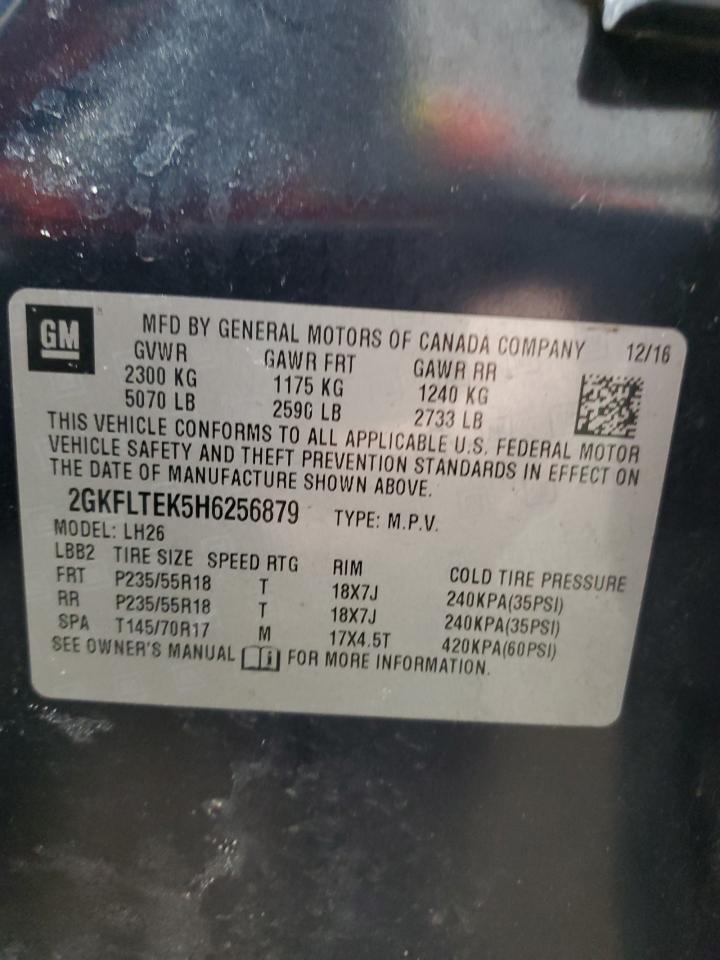 GM
MFD BY GENERAL MOTORS OF CANADA COMPANY 12/16
GVWR GAWR FRT GAWR RR
2300 KG 1175 KG 1240 KG
5070 LB 2590 LB 2733 LB
THIS VEHICLE CONFORMS TO ALL APPLICABLE U.S. FEDERAL MOTOR
VEHICLE SAFETY AND THEFT PREVENTION STANDARDS IN EFFECT ON
THE DATE OF MANUFACTURE SHOWN ABOVE.
2GKFLTEK5H6256879 TYPE: M.P.V.
MODEL: LH26
LBB2 TIRE SIZE SPEED RTG RIM COLD TIRE PRESSURE
FRT P235/55R18 T 18X7J 240KPA(35PSI)
RR P235/55R18 T 18X7J 240KPA(35PSI)
SPA T145/70R17 M 17X4.5T 420KPA(60PSI)
SEE OWNER'S MANUAL FOR MORE INFORMATION.